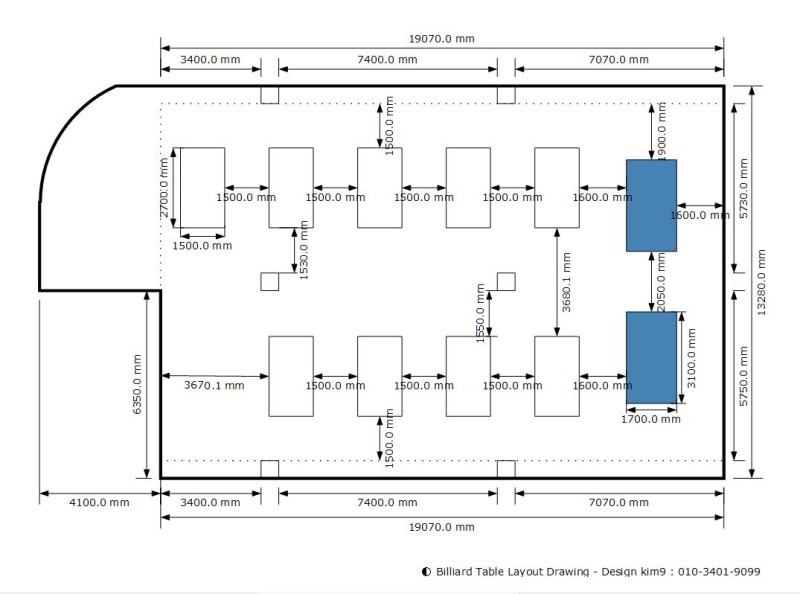 19070.0 mm
3400.0 mm 7400.0 mm 7070.0 mm
1500.0 mm 1900.0 mm
2700.0 mm 5730.0 mm
1500.0 mm 1500.0 mm 1500.0 mm 1500.0 mm 1600.0 mm
1600.0 mm
1500.0 mm
1530.0 mm
3680.1 mm 2050.0 mm 13280.0 mm
1550.0 mm
3100.0 mm
6350.0 mm 5750.0 mm
3670.1 mm 1500.0 mm 1500.0 mm 1500.0 mm 1600.0 mm
1700.0 mm
1500.0 mm
4100.0 mm 3400.0 mm 7400.0 mm 7070.0 mm
19070.0 mm
Billiard Table Layout Drawing - Design kim9 : 010-3401-9099